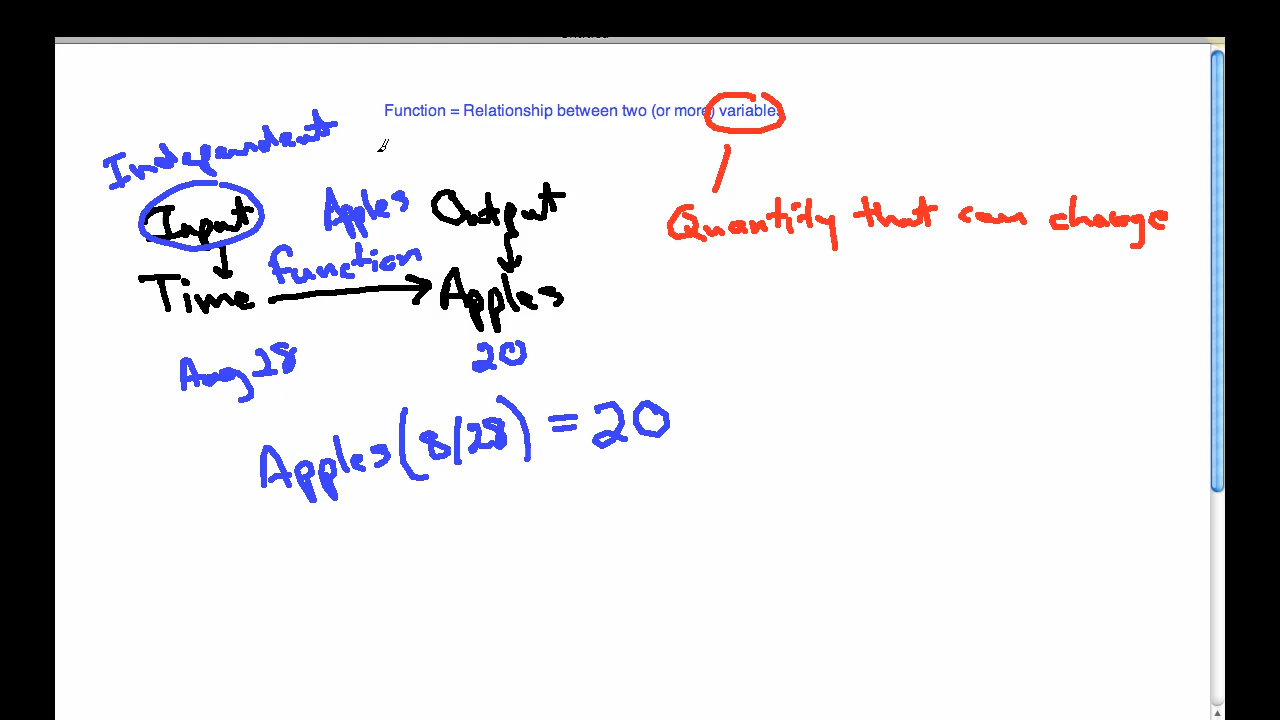 Function = Relationship between two (or more) variables
Independent
Input
Apples
Output
Quantity that can change
function
Time
Apples
Aug 28
20
Apples(8/28) = 20